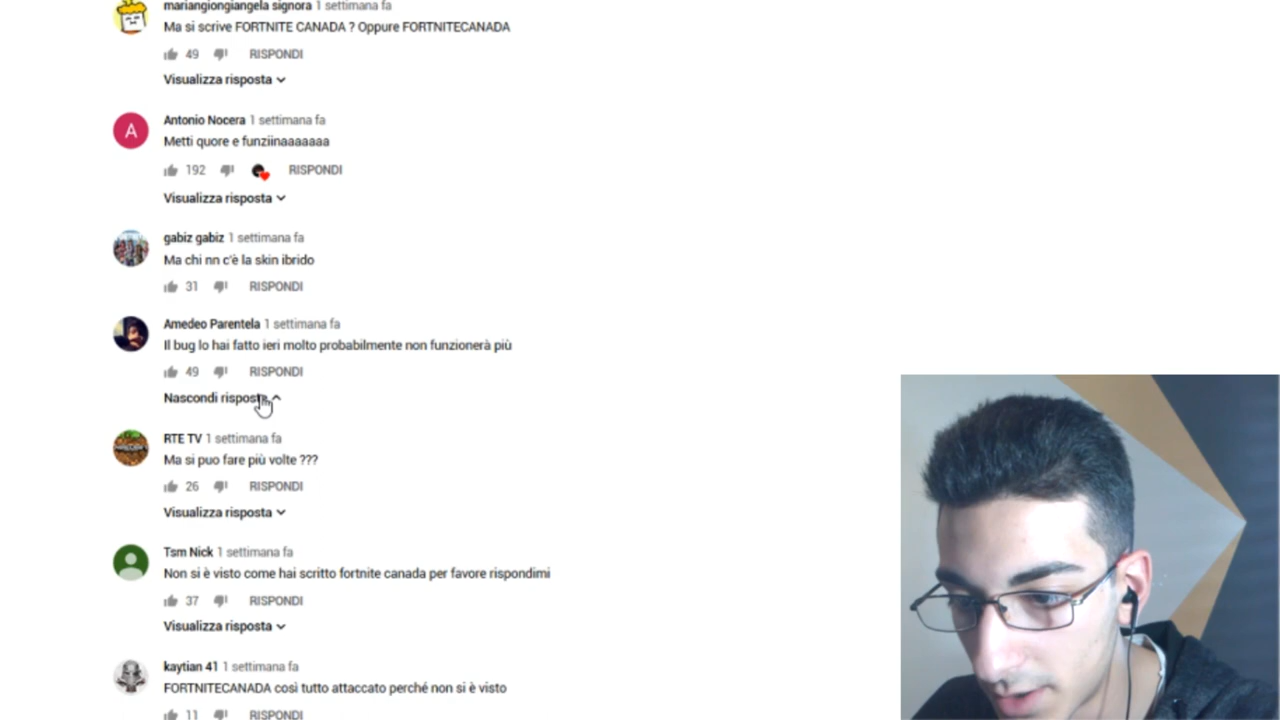 mariangiongiangela signora 1 settimana fa
Ma si scrive FORTNITE CANADA ? Oppure FORTNITECANADA
49 RISPONDI
Visualizza risposta
A
Antonio Nocera 1 settimana fa
Metti quore e funziinaaaaaaa
192 RISPONDI
Visualizza risposta
gabiz gabiz 1 settimana fa
Ma chi nn c'è la skin ibrido
31 RISPONDI
Amedeo Parentela 1 settimana fa
Il bug lo hai fatto ieri molto probabilmente non funzionerà più
49 RISPONDI
Nascondi risposte
RTE TV 1 settimana fa
Ma si puo fare più volte ???
26 RISPONDI
Visualizza risposta
Tsm Nick 1 settimana fa
Non si è visto come hai scritto fortnite canada per favore rispondimi
37 RISPONDI
Visualizza risposta
kaytian 41 1 settimana fa
FORTNITECANADA così tutto attaccato perché non si è visto
11 RISPONDI